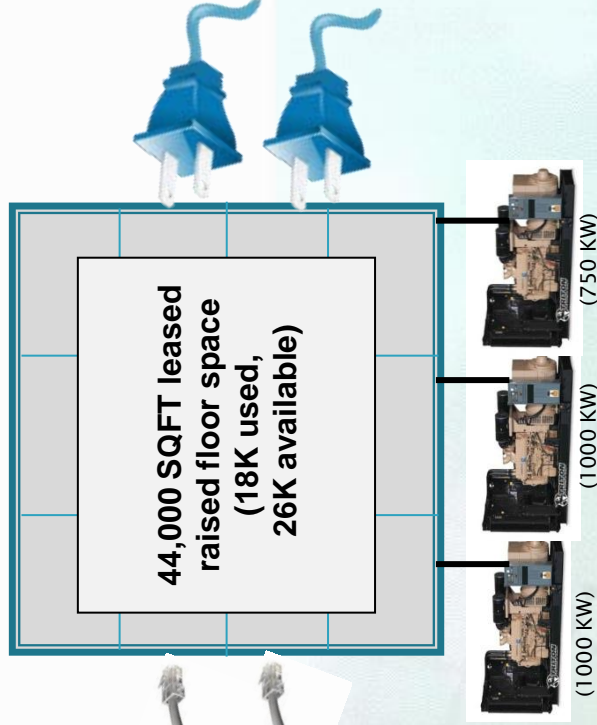 44,000 SQFT leased
raised floor space
(18K used,
26K available)
(1000 KW)
(1000 KW)
(750 KW)